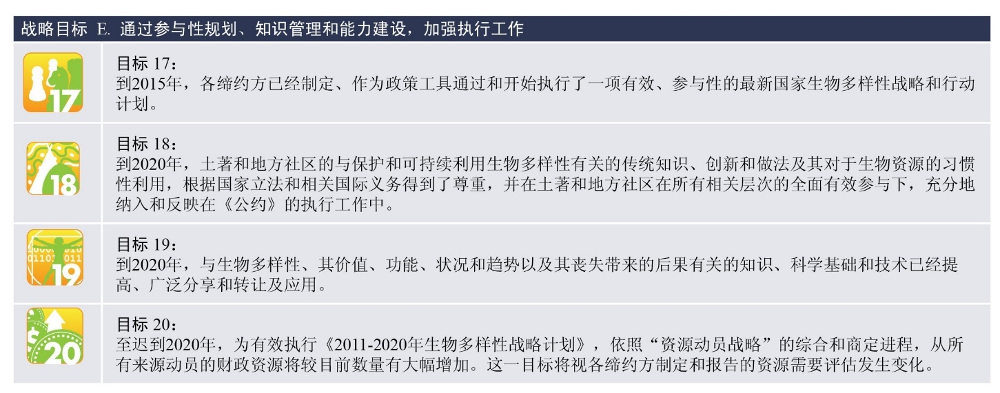 战略目标 E. 通过参与性规划、知识管理和能力建设，加强执行工作
17
目标 17：
到2015年，各缔约方已经制定、作为政策工具通过和开始执行了一项有效、参与性的最新国家生物多样性战略和行动
计划。
18
目标 18：
到2020年，土著和地方社区的与保护和可持续利用生物多样性有关的传统知识、创新和做法及其对于生物资源的习惯
性利用，根据国家立法和相关国际义务得到了尊重，并在土著和地方社区在所有相关层次的全面有效参与下，充分地
纳入和反映在《公约》的执行工作中。
19
目标 19：
到2020年，与生物多样性、其价值、功能、状况和趋势以及其丧失带来的后果有关的知识、科学基础和技术已经提
高、广泛分享和转让及应用。
$
20
目标 20：
至迟到2020年，为有效执行《2011-2020年生物多样性战略计划》，依照“资源动员战略”的综合和商定进程，从所
有来源动员的财政资源将较目前数量有大幅增加。这一目标将视各缔约方制定和报告的资源需要评估发生变化。